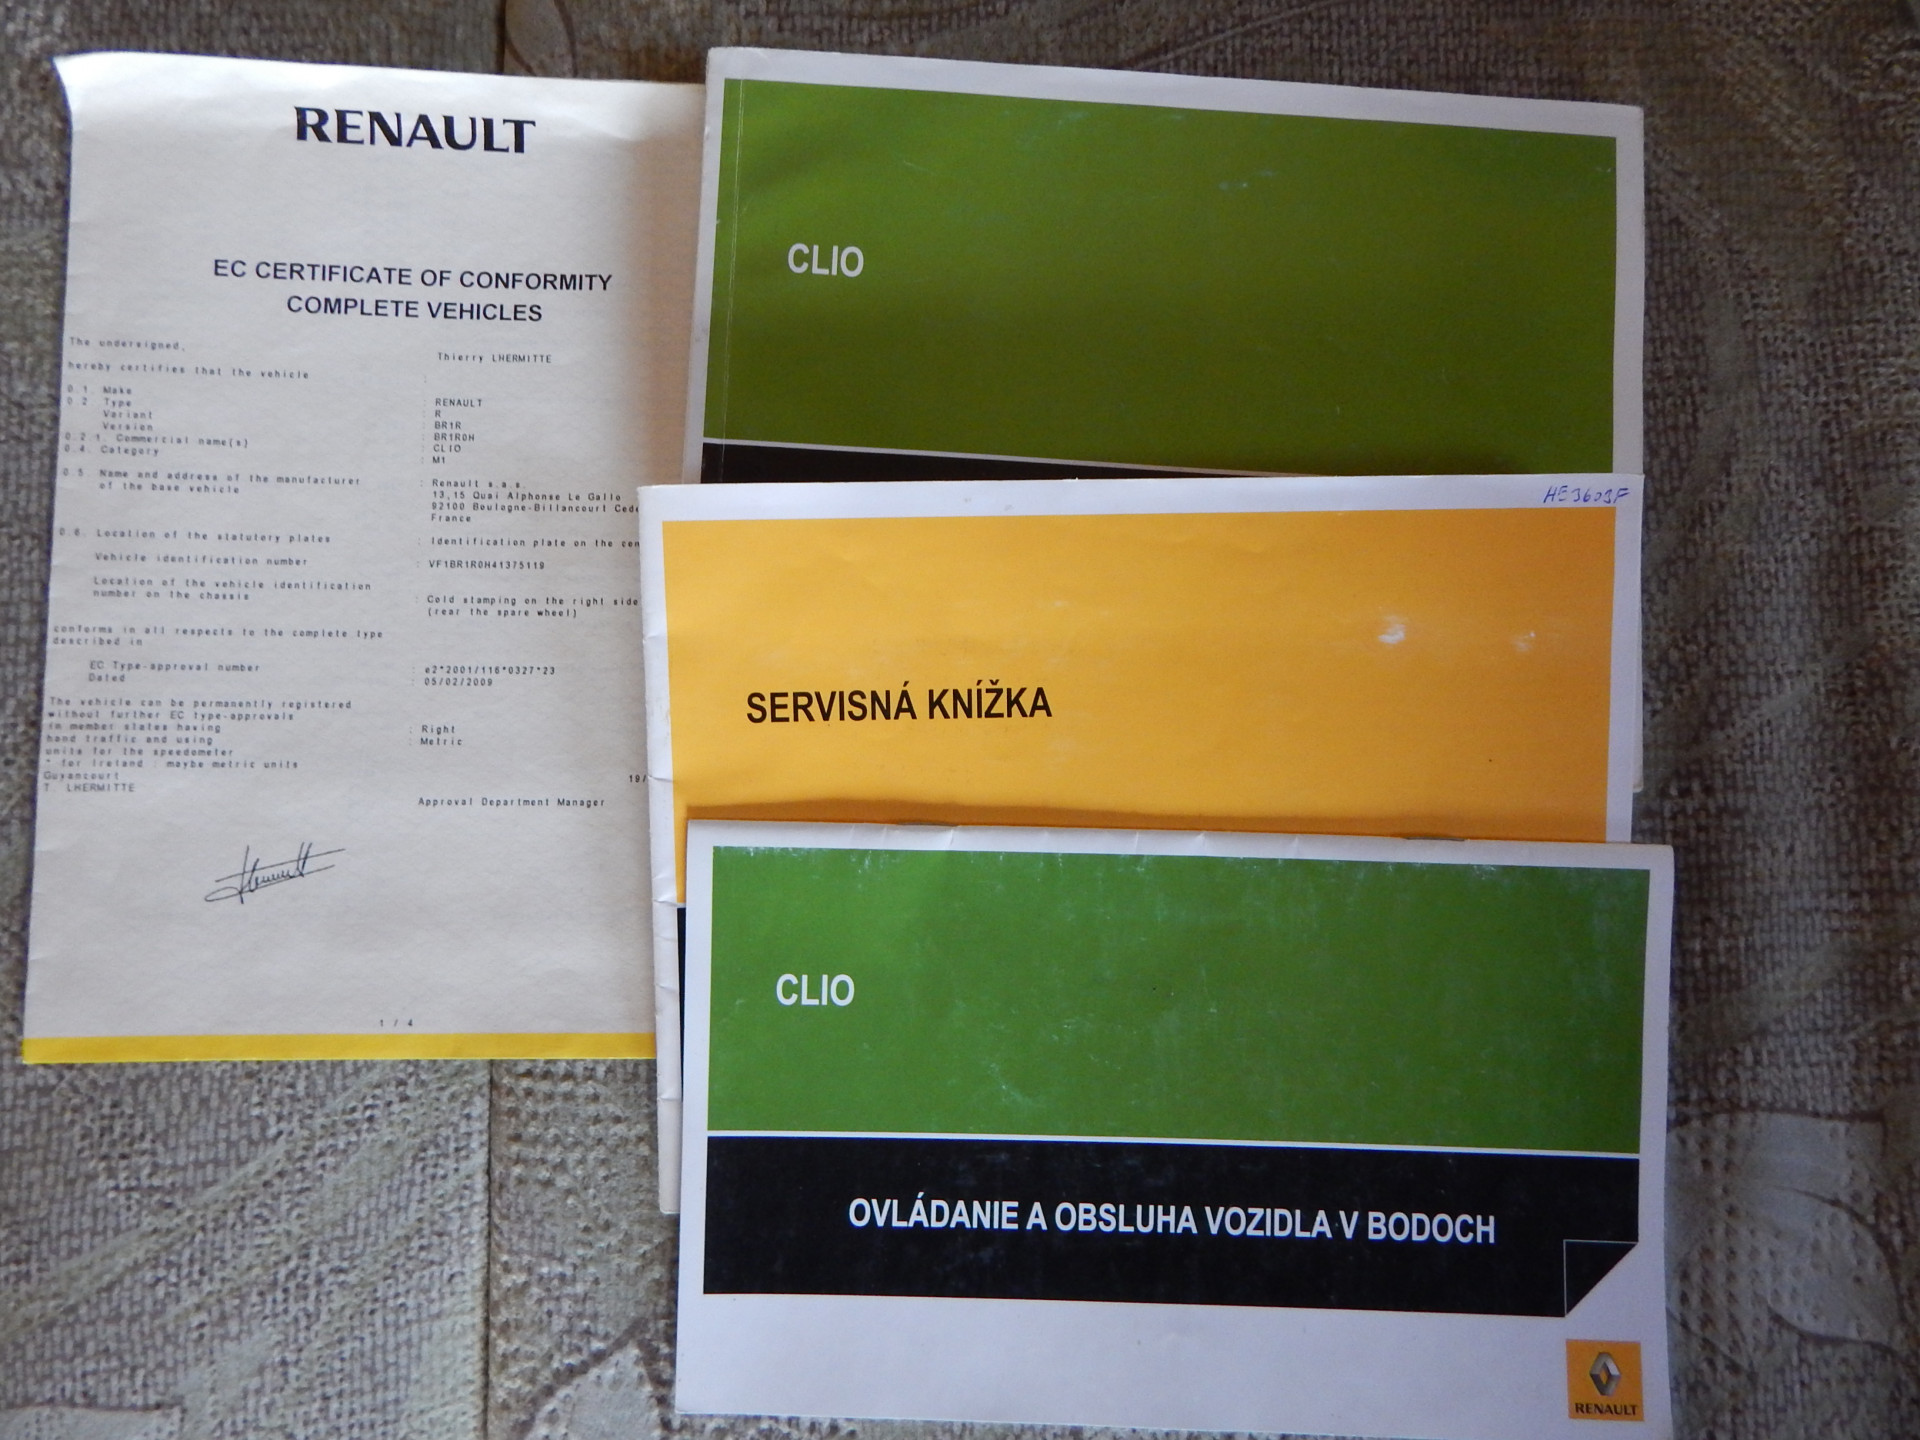 RENAULT
EC CERTIFICATE OF CONFORMITY
COMPLETE VEHICLES
The undersigned,
Thierry LHERMITTE
hereby certifies that the vehicle :
0.1. Make : RENAULT
0.2. Type : R
Variant : BR1R
Version : BR1R0H
0.2.1. Commercial name(s) : CLIO
0.4. Category : M1
0.5. Name and address of the manufacturer : Renault s.a.s.
of the base vehicle 13,15 Quai Alphonse Le Gallo
92100 Boulogne-Billancourt Cede
France
0.6. Location of the statutory plates : Identification plate on the cen
Vehicle identification number : VF1BR1R0H41375119
Location of the vehicle identification : Cold stamping on the right side
number on the chassis (rear the spare wheel)
conforms in all respects to the complete type
described in
EC Type-approval number : e2*2001/116*0327*23
Dated : 05/02/2009
The vehicle can be permanently registered
without further EC type-approvals
in member states having : Right
hand traffic and using : Metric
units for the speedometer
* for Ireland : maybe metric units
Guyancourt 19/
T. LHERMITTE
Approval Department Manager
1 / 4
CLIO
HE360JF
SERVISNÁ KNÍŽKA
CLIO
OVLÁDANIE A OBSLUHA VOZIDLA V BODOCH
RENAULT